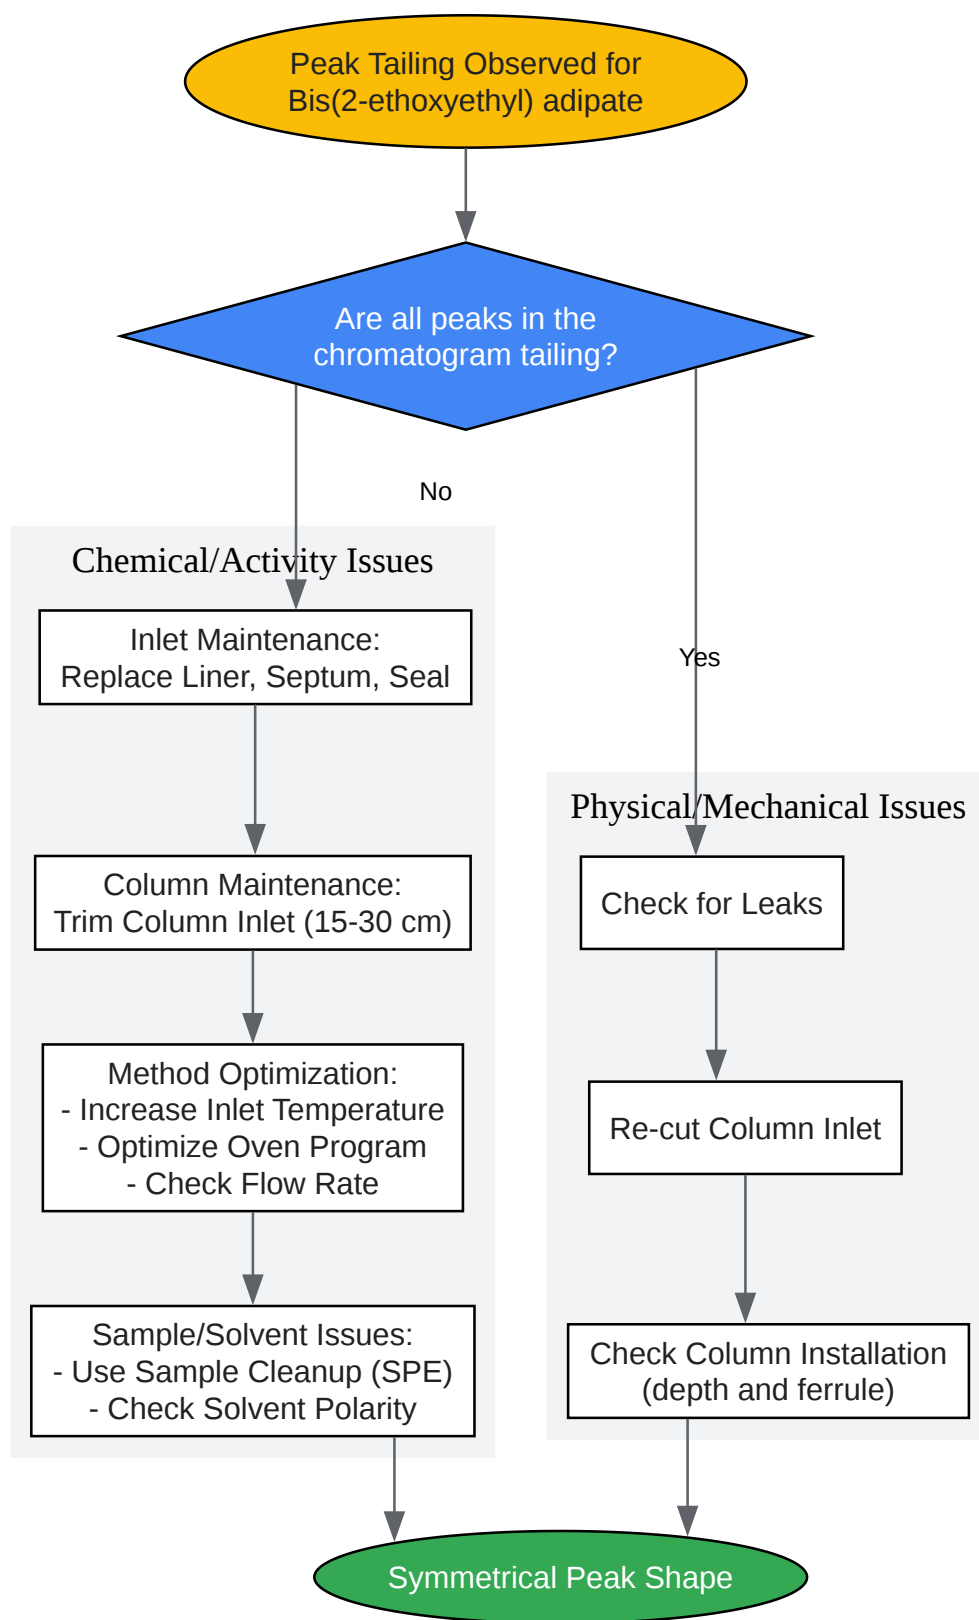 Peak Tailing Observed for
Bis(2-ethoxyethyl) adipate
Are all peaks in the
chromatogram tailing?
No
Yes
Chemical/Activity Issues
Inlet Maintenance:
Replace Liner, Septum, Seal
Column Maintenance:
Trim Column Inlet (15-30 cm)
Method Optimization:
- Increase Inlet Temperature
- Optimize Oven Program
- Check Flow Rate
Sample/Solvent Issues:
- Use Sample Cleanup (SPE)
- Check Solvent Polarity
Physical/Mechanical Issues
Check for Leaks
Re-cut Column Inlet
Check Column Installation
(depth and ferrule)
Symmetrical Peak Shape